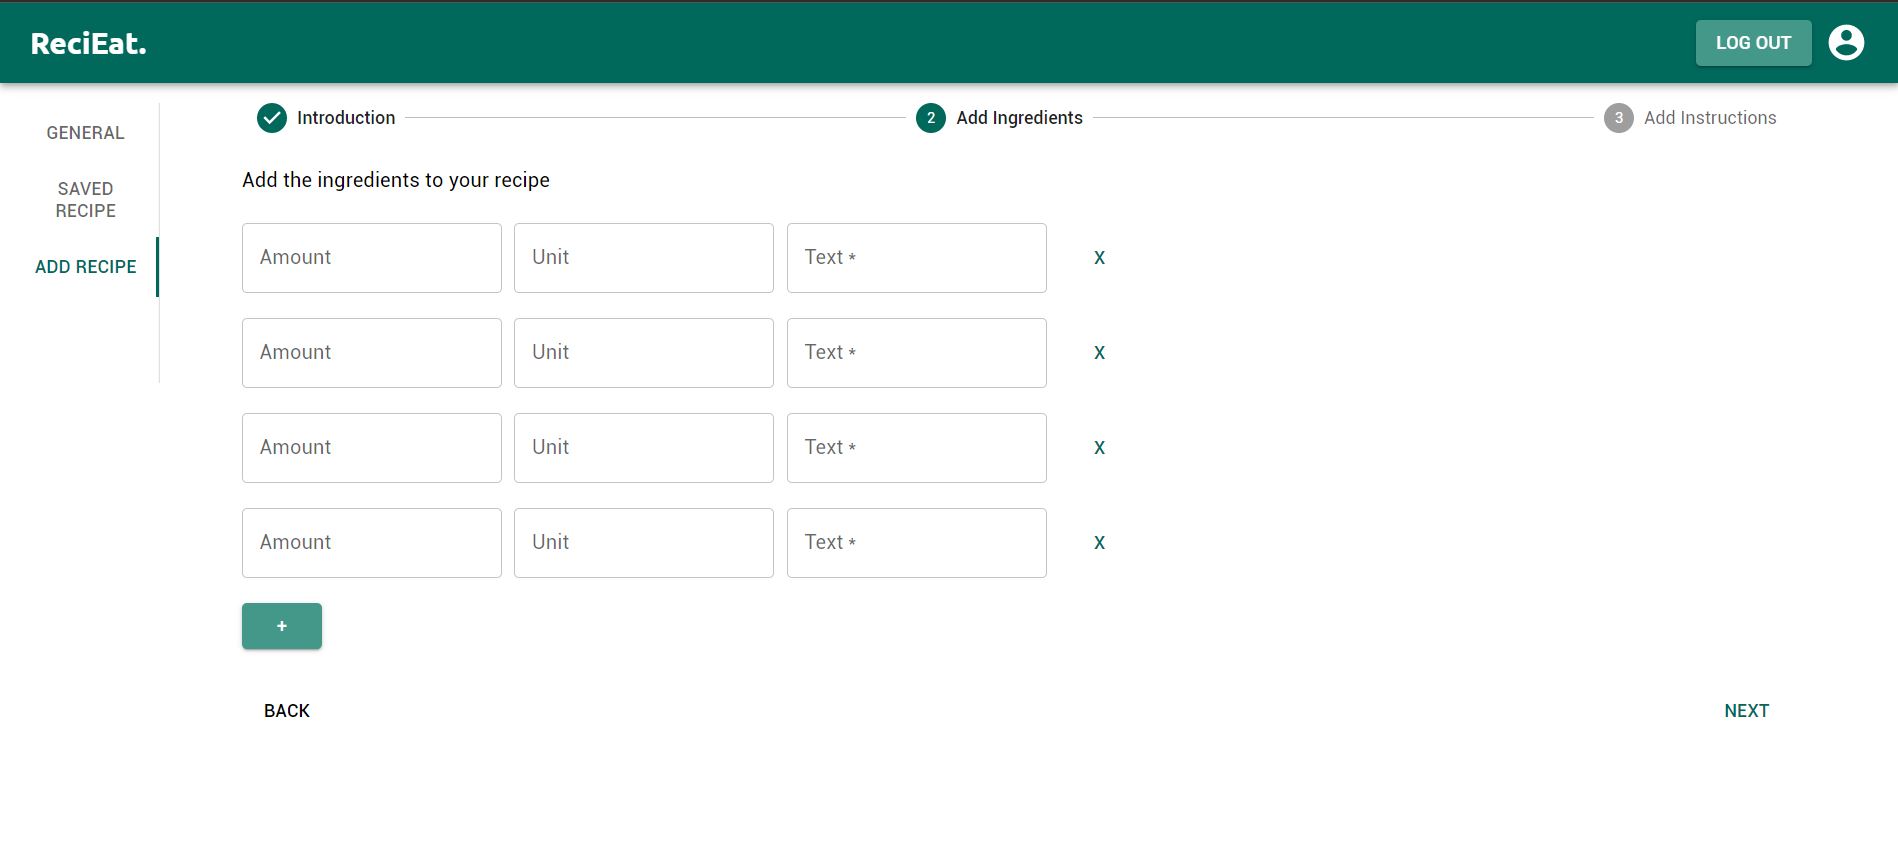 ReciEat.
LOG OUT
GENERAL
SAVED
RECIPE
ADD RECIPE
Introduction
2 Add Ingredients
3 Add Instructions
Add the ingredients to your recipe
Amount Unit Text * X
Amount Unit Text * X
Amount Unit Text * X
Amount Unit Text * X
+
BACK
NEXT